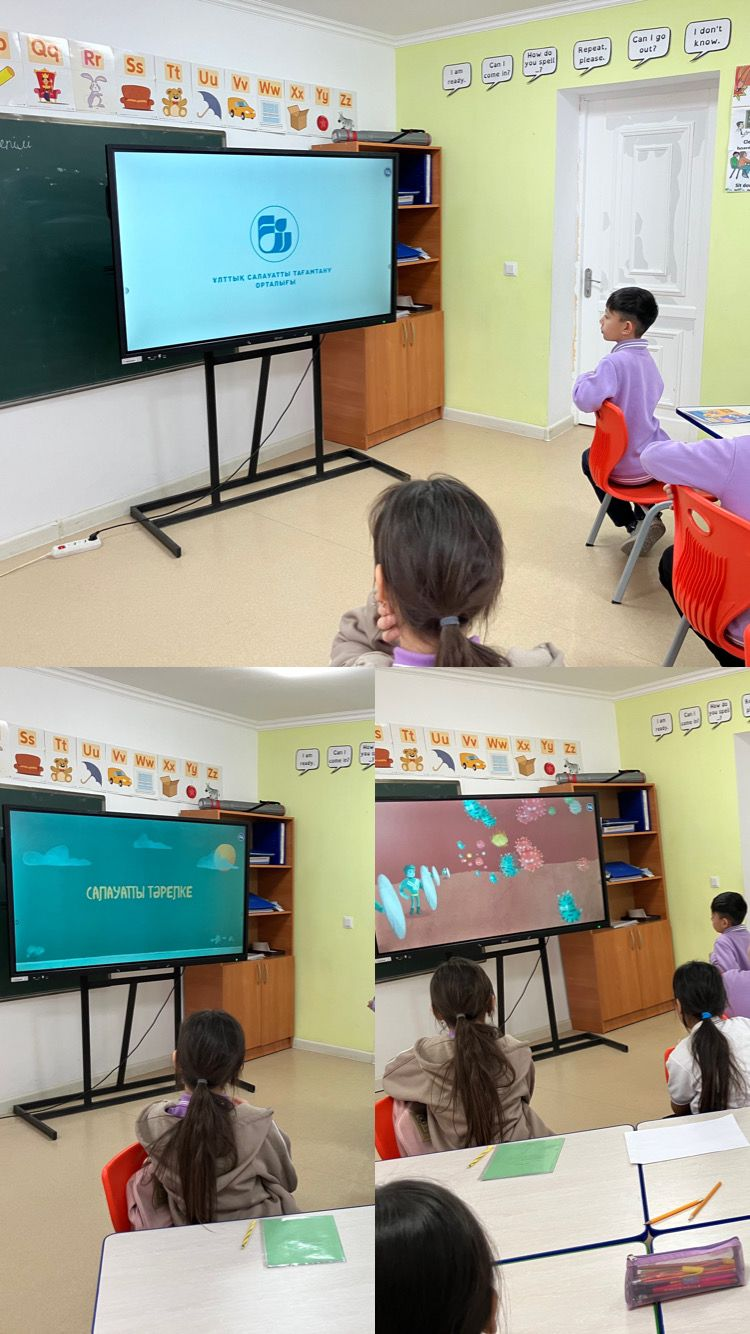 Qq
Rr
Ss
Tt
Uu
Vv
Ww
Xx
Yy
Zz
I am
ready.
Can I
come in?
How do
you spell
...?
Repeat,
please.
Can I go
out?
I don't
know.
ҰЛТТЫҚ САЛАУАТТЫ ТАҒАМТАНУ
ОРТАЛЫҒЫ
Ss
Tt
Uu
Vv
Ww
Xx
Yy
Zz
I am
ready.
Can I
come in?
САЛАУАТТЫ ТӘРЕЛКЕ
Ss
Tt
Uu
Vv
Ww
Xx
Yy
Zz
I am
ready.
Can I
come in?
How do
you spell
...?